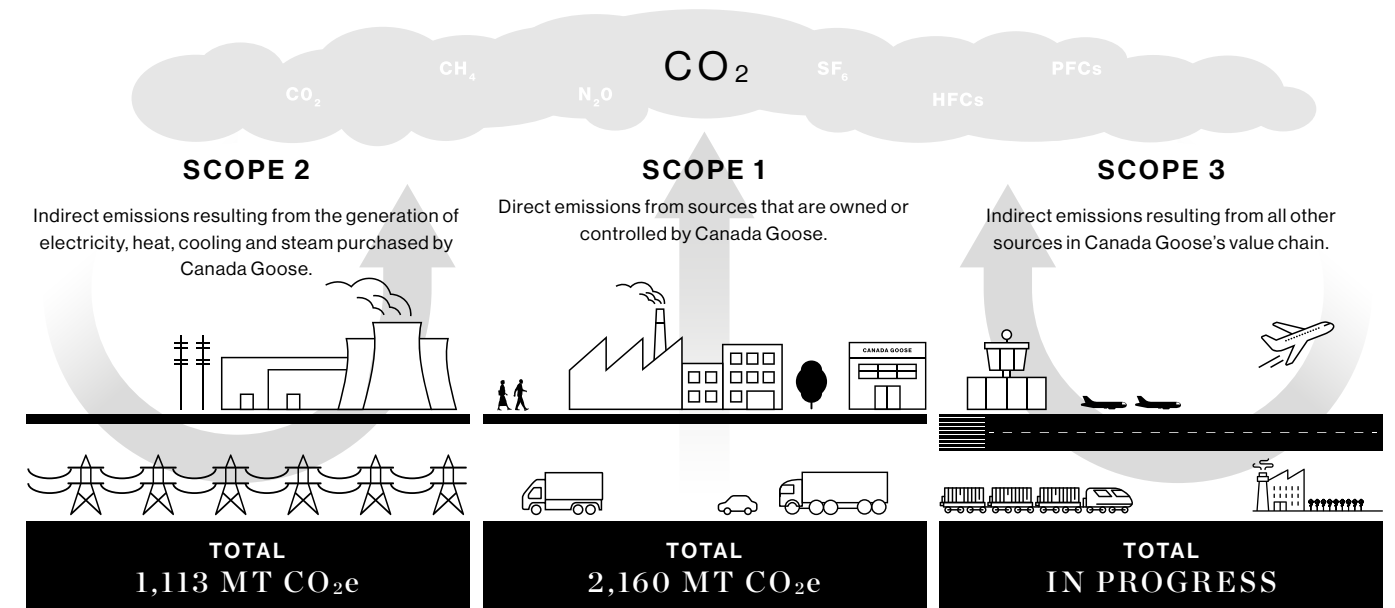 CO₂
CH₄
SF₆
PFCs
CO₂
N₂O
HFCs
SCOPE 2
Indirect emissions resulting from the generation of
electricity, heat, cooling and steam purchased by
Canada Goose.
SCOPE 1
Direct emissions from sources that are owned or
controlled by Canada Goose.
SCOPE 3
Indirect emissions resulting from all other
sources in Canada Goose’s value chain.
CANADA GOOSE
TOTAL
1,113 MT CO₂e
TOTAL
2,160 MT CO₂e
TOTAL
IN PROGRESS